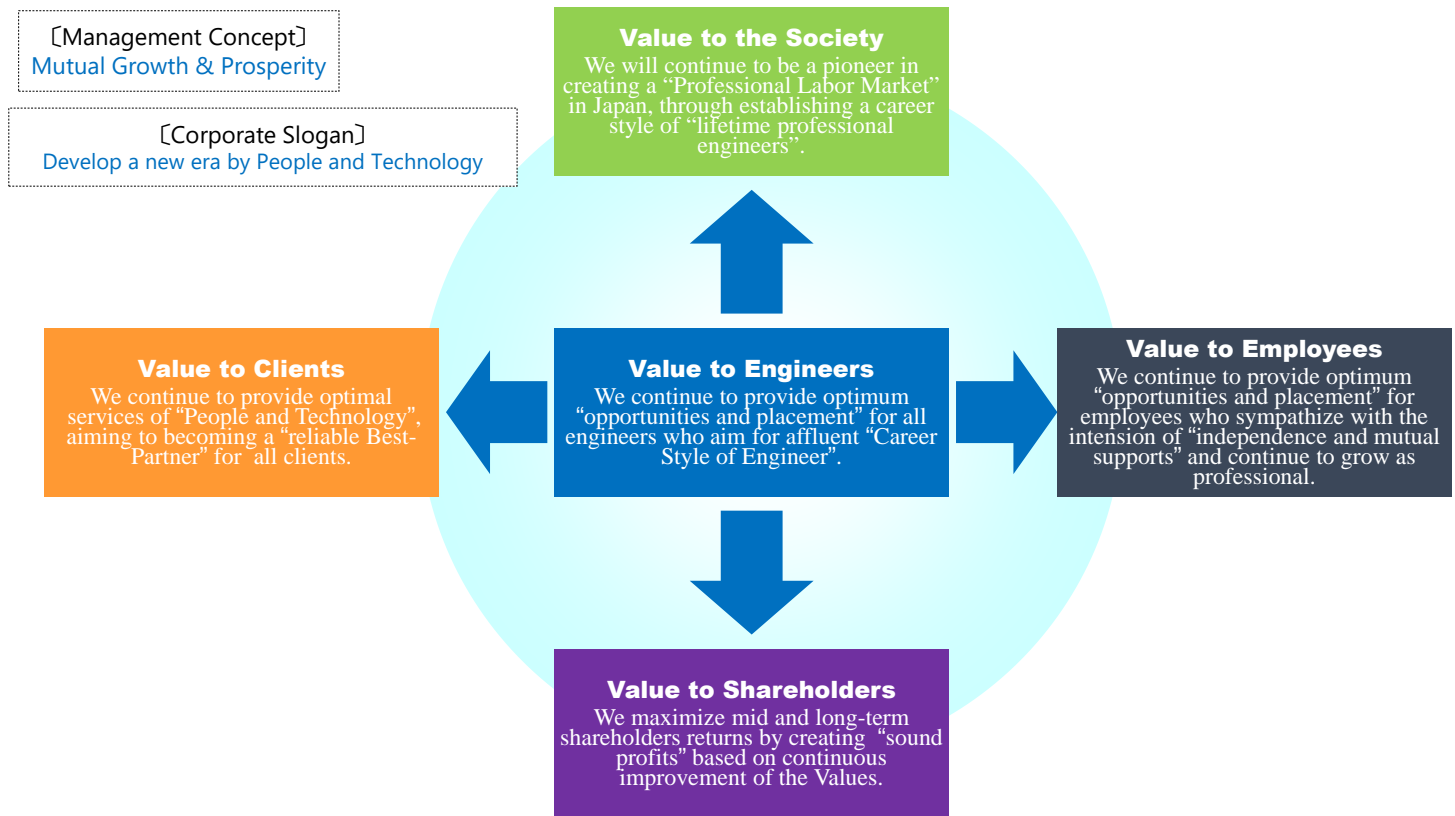 〔Management Concept〕
Mutual Growth & Prosperity
〔Corporate Slogan〕
Develop a new era by People and Technology
Value to the Society
We will continue to be a pioneer in
creating a “Professional Labor Market”
in Japan, through establishing a career
style of “lifetime professional
engineers”.
Value to Clients
We continue to provide optimal
services of “People and Technology”,
aiming to becoming a “reliable Best-
Partner” for all clients.
Value to Engineers
We continue to provide optimum
“opportunities and placement” for all
engineers who aim for affluent “Career
Style of Engineer”.
Value to Employees
We continue to provide optimum
“opportunities and placement” for
employees who sympathize with the
intension of “independence and mutual
supports” and continue to grow as
professional.
Value to Shareholders
We maximize mid and long-term
shareholders returns by creating “sound
profits” based on continuous
improvement of the Values.